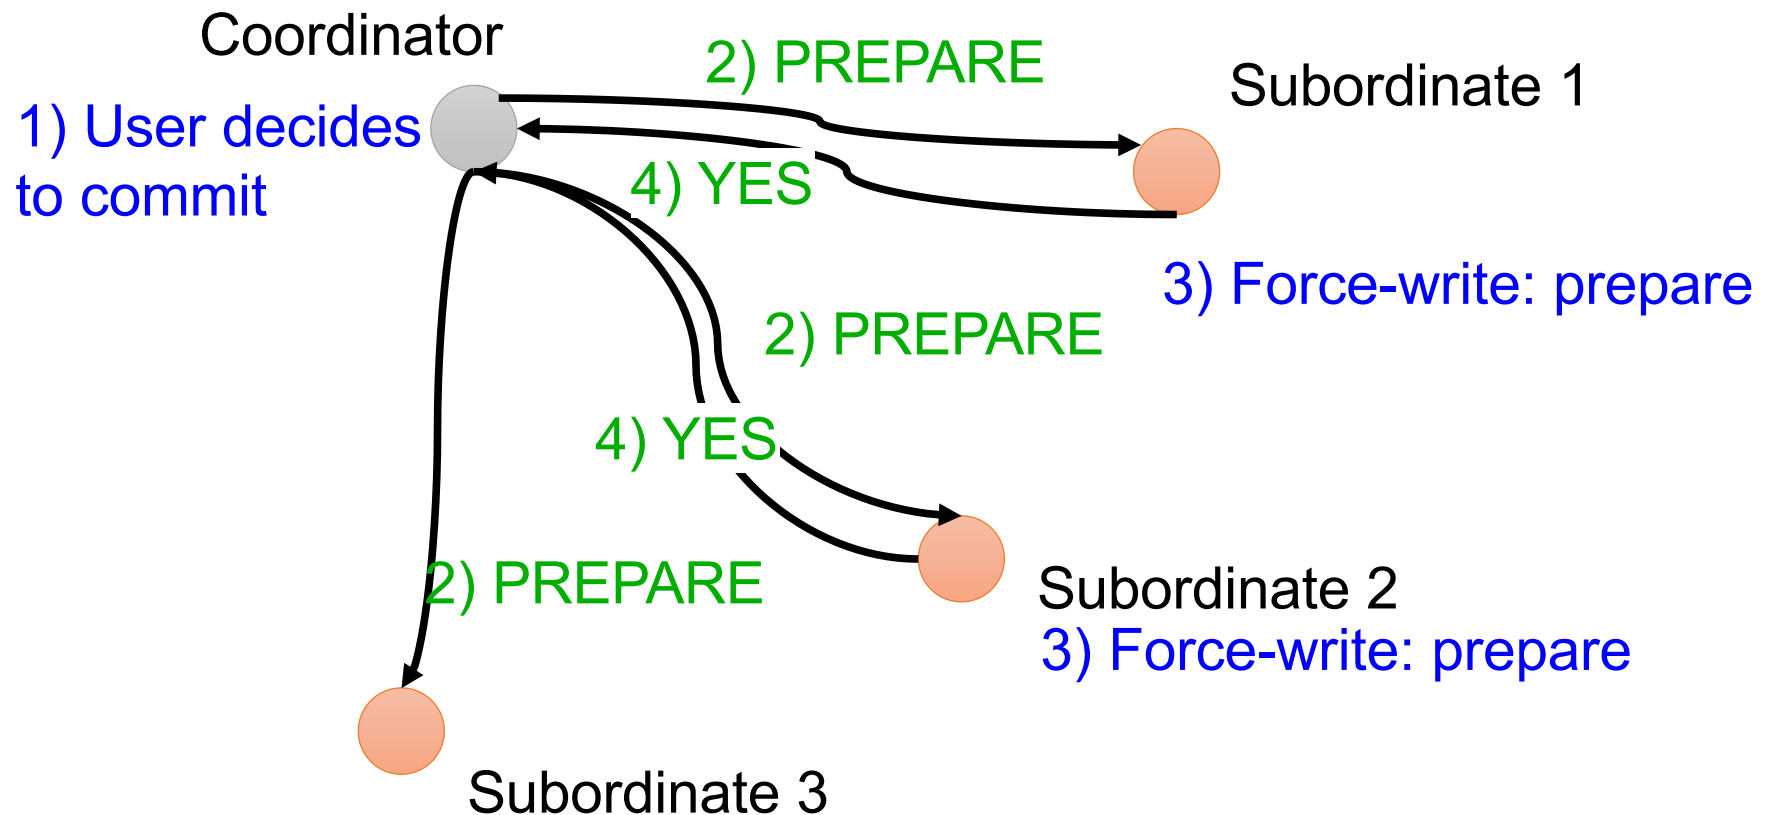 Coordinator
2) PREPARE
Subordinate 1
1) User decides
to commit
4) YES
3) Force-write: prepare
2) PREPARE
4) YES
2) PREPARE
Subordinate 2
3) Force-write: prepare
Subordinate 3